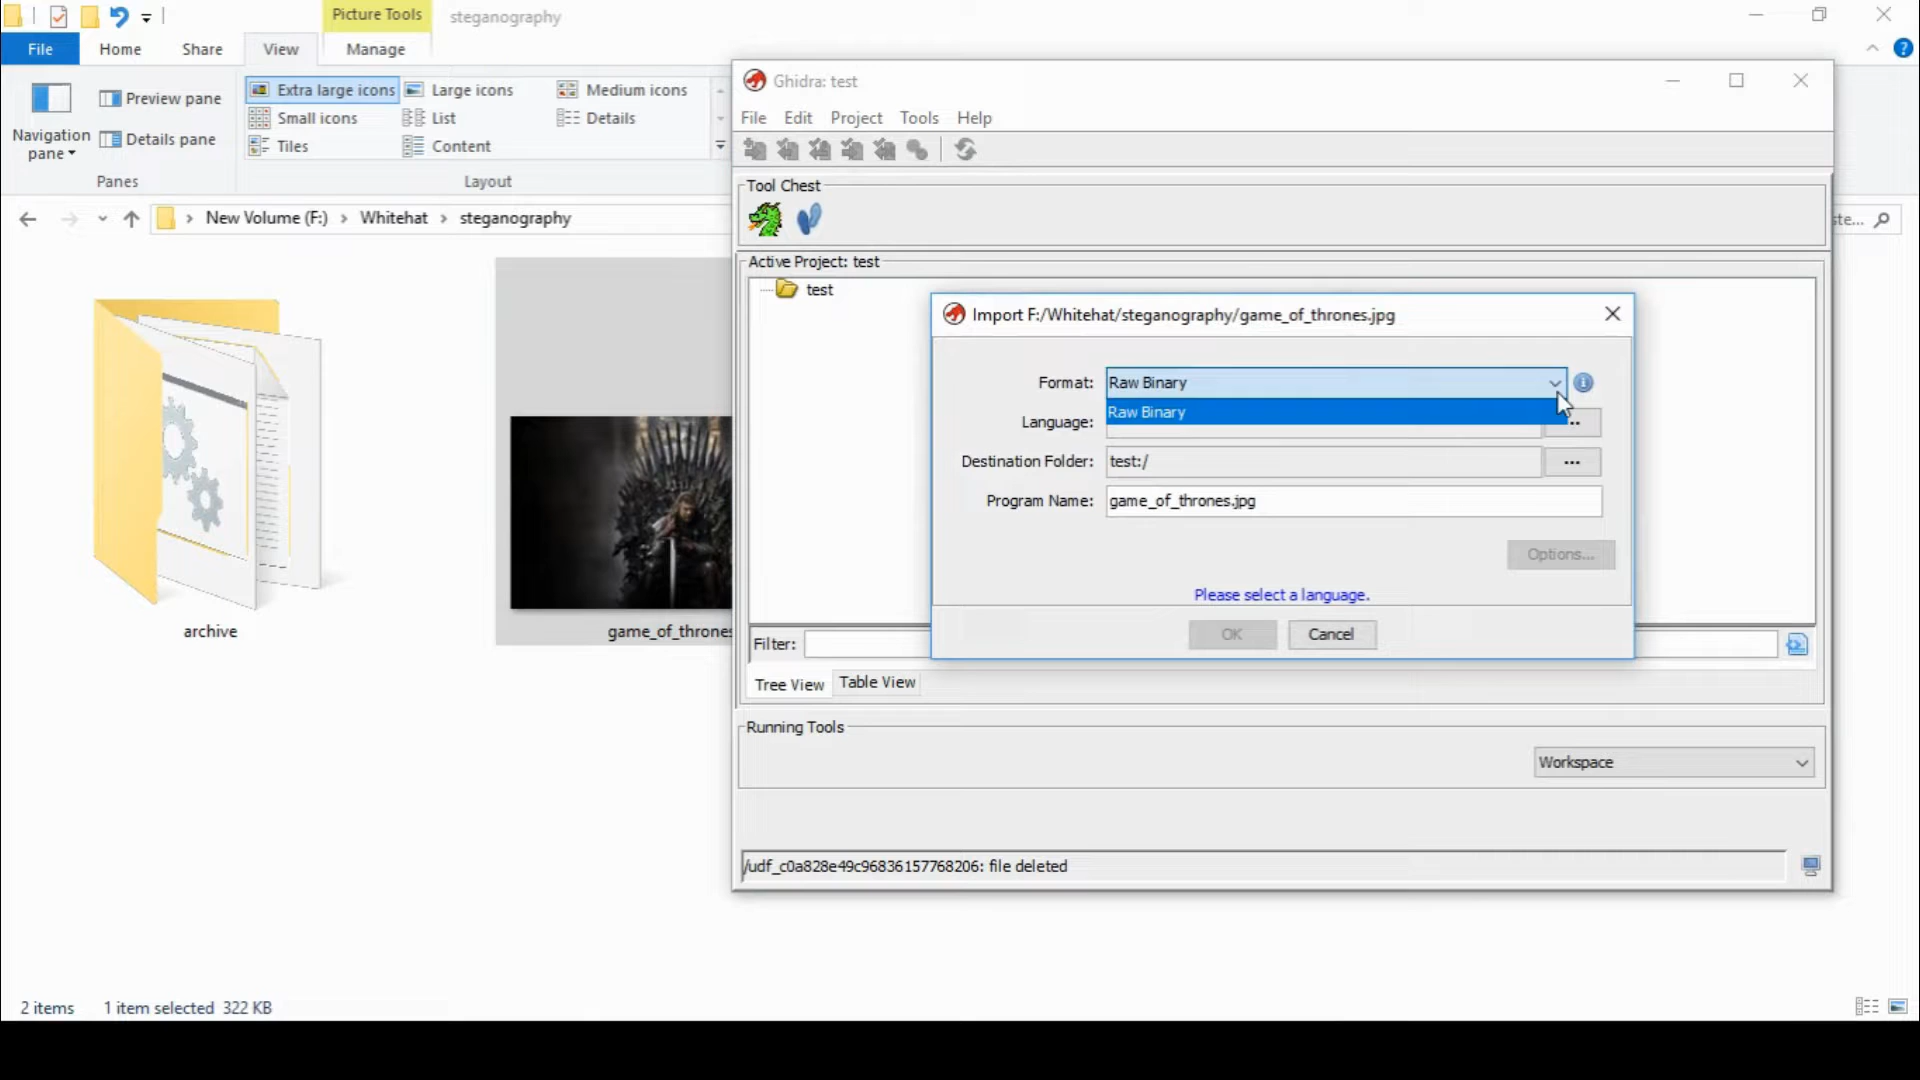 Picture Tools
steganography
File
Home
Share
View
Manage
Navigation
pane
Preview pane
Details pane
Panes
Extra large icons
Large icons
Medium icons
Small icons
List
Details
Tiles
Content
Layout
New Volume (F:)
Whitehat
steganography
ste...
archive
game_of_thrones
2 items
1 item selected 322 KB
Ghidra: test
File
Edit
Project
Tools
Help
Tool Chest
Active Project: test
test
Import F:/Whitehat/steganography/game_of_thrones.jpg
Format:
Raw Binary
Raw Binary
Language:
Destination Folder:
test:/
...
Program Name:
game_of_thrones.jpg
Options...
Please select a language.
OK
Cancel
Filter:
Tree View
Table View
Running Tools
Workspace
/udf_c0a828e49c96836157768206: file deleted